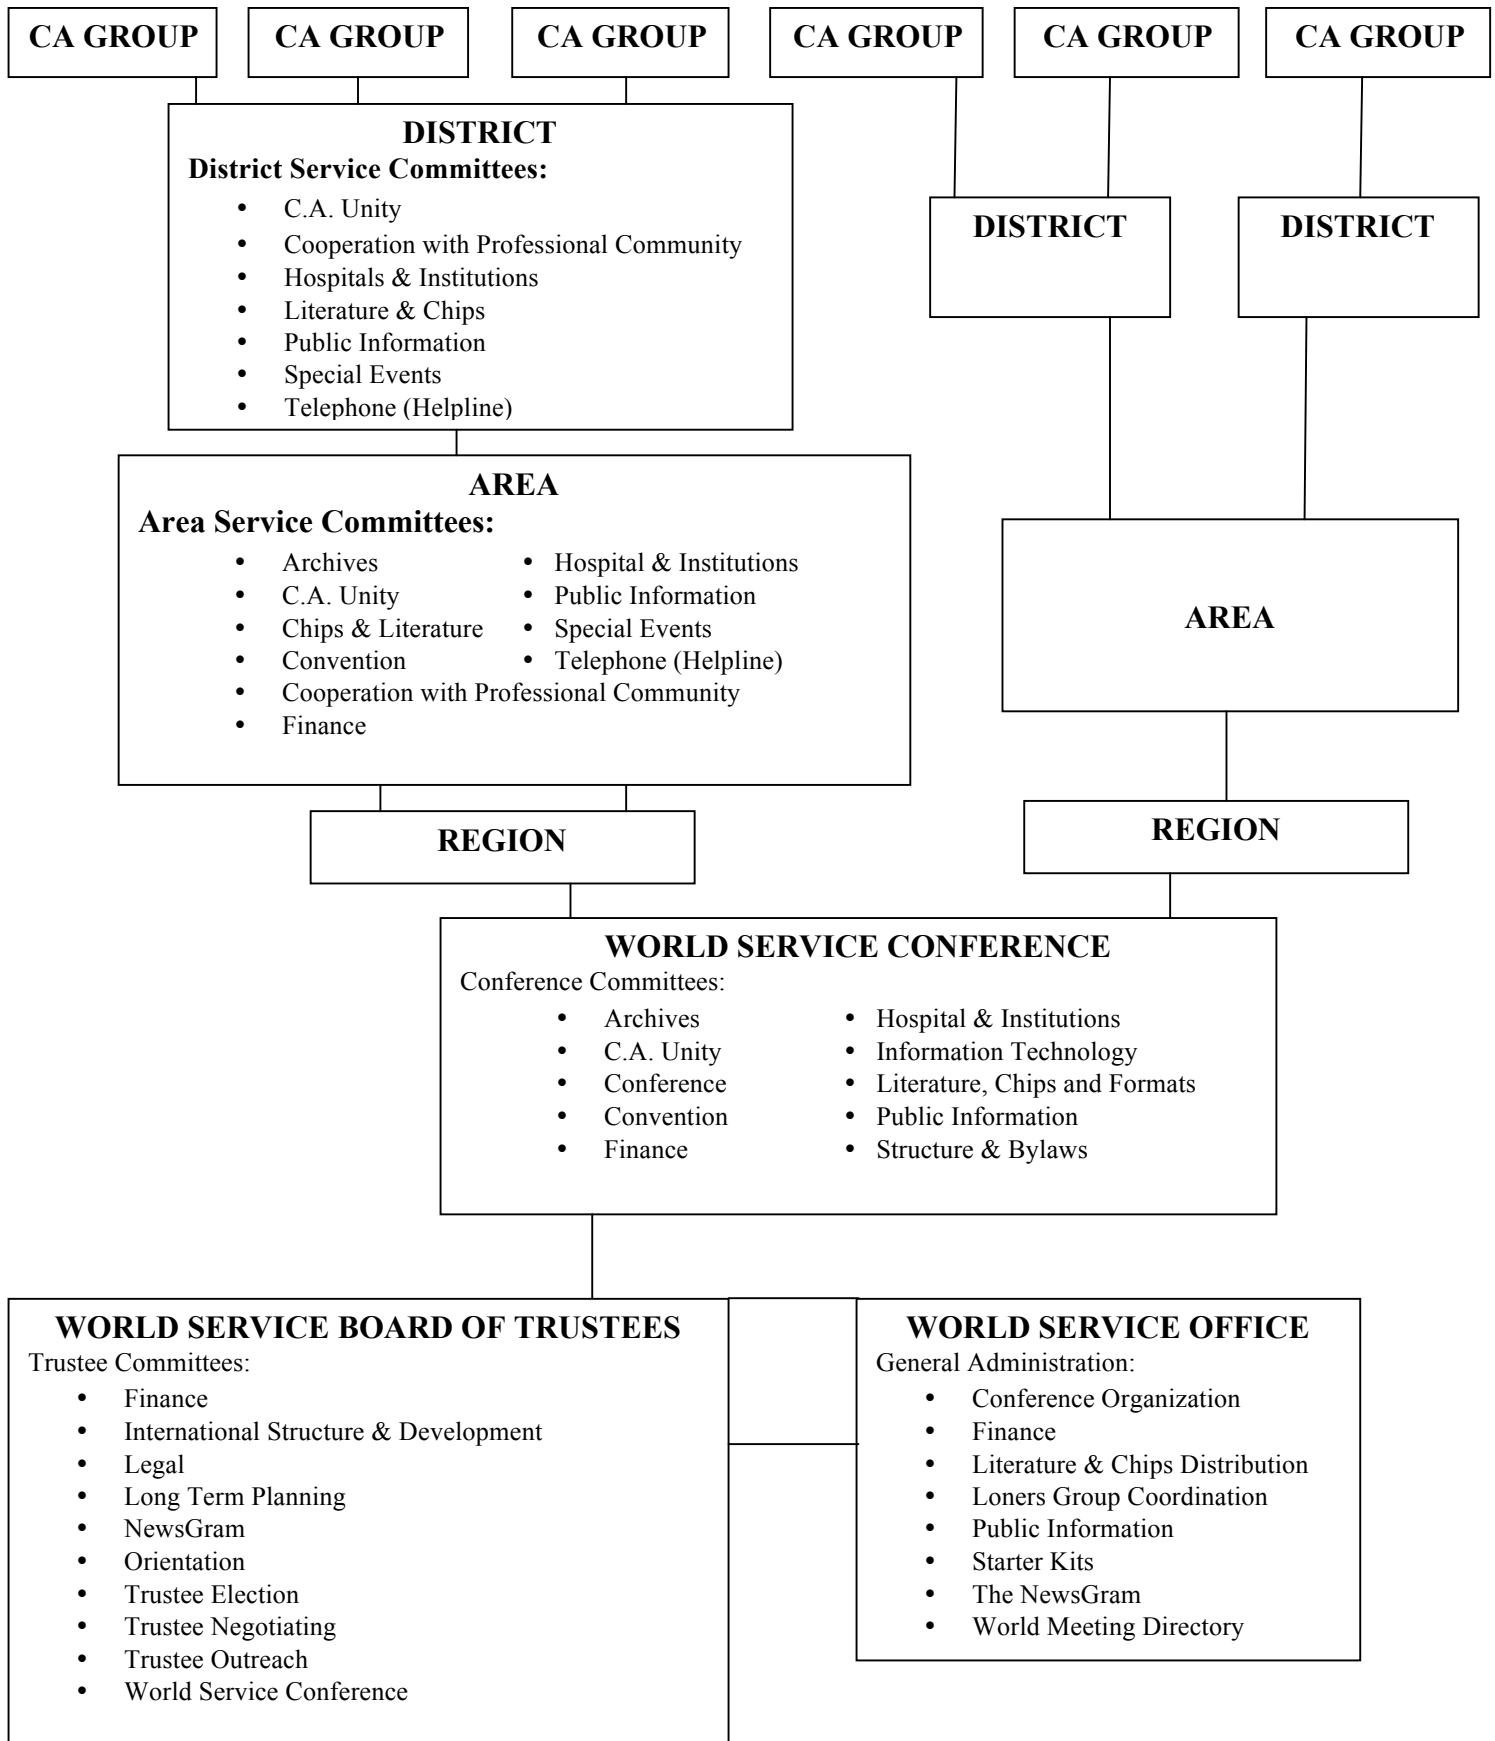 CA GROUP
CA GROUP
CA GROUP
CA GROUP
CA GROUP
CA GROUP
DISTRICT
District Service Committees:
• C.A. Unity
• Cooperation with Professional Community
• Hospitals & Institutions
• Literature & Chips
• Public Information
• Special Events
• Telephone (Helpline)
DISTRICT
DISTRICT
AREA
Area Service Committees:
• Archives
• C.A. Unity
• Chips & Literature
• Convention
• Cooperation with Professional Community
• Finance
• Hospital & Institutions
• Public Information
• Special Events
• Telephone (Helpline)
AREA
REGION
REGION
WORLD SERVICE CONFERENCE
Conference Committees:
• Archives
• C.A. Unity
• Conference
• Convention
• Finance
• Hospital & Institutions
• Information Technology
• Literature, Chips and Formats
• Public Information
• Structure & Bylaws
WORLD SERVICE BOARD OF TRUSTEES
Trustee Committees:
• Finance
• International Structure & Development
• Legal
• Long Term Planning
• NewsGram
• Orientation
• Trustee Election
• Trustee Negotiating
• Trustee Outreach
• World Service Conference
WORLD SERVICE OFFICE
General Administration:
• Conference Organization
• Finance
• Literature & Chips Distribution
• Loners Group Coordination
• Public Information
• Starter Kits
• The NewsGram
• World Meeting Directory